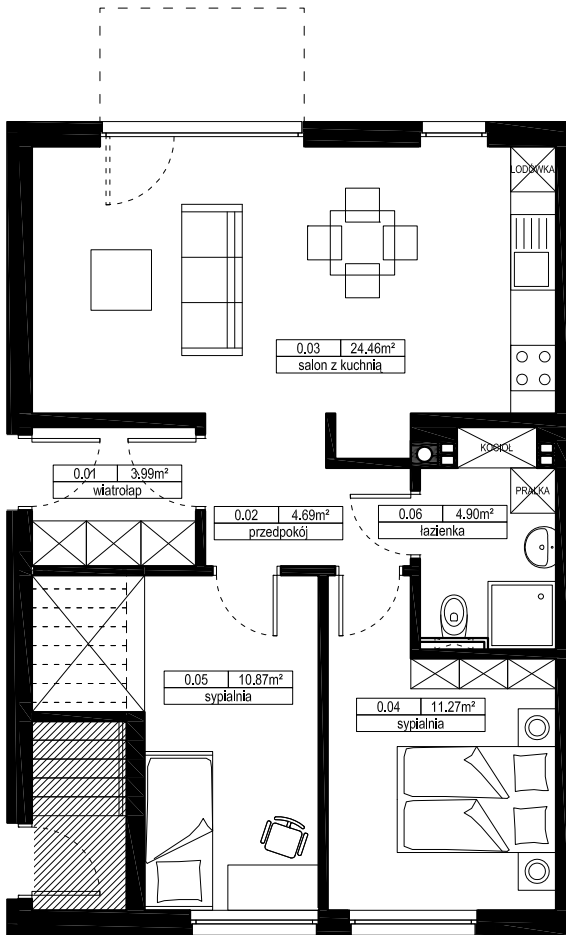 LODÓWKA
0.03 24.46m²
salon z kuchnią
KOCIOŁ
0.01 3.99m²
wiatrołap
PRALKA
0.02 4.69m²
przedpokój
0.06 4.90m²
łazienka
0.05 10.87m²
sypialnia
0.04 11.27m²
sypialnia